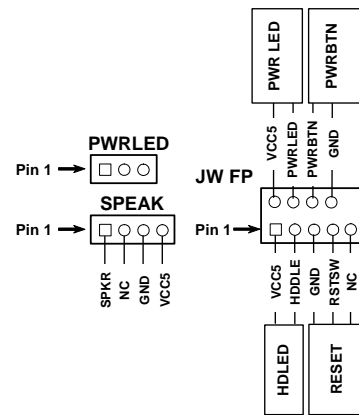 PWR LED
PWRBTN
VCC5
PWRLED
PWRBTN
GND
PWRLED
Pin 1
JW FP
SPEAK
Pin 1
Pin 1
SPKR
NC
GND
VCC5
VCC5
HDDLE
GND
RSTSW
NC
HDLED
RESET